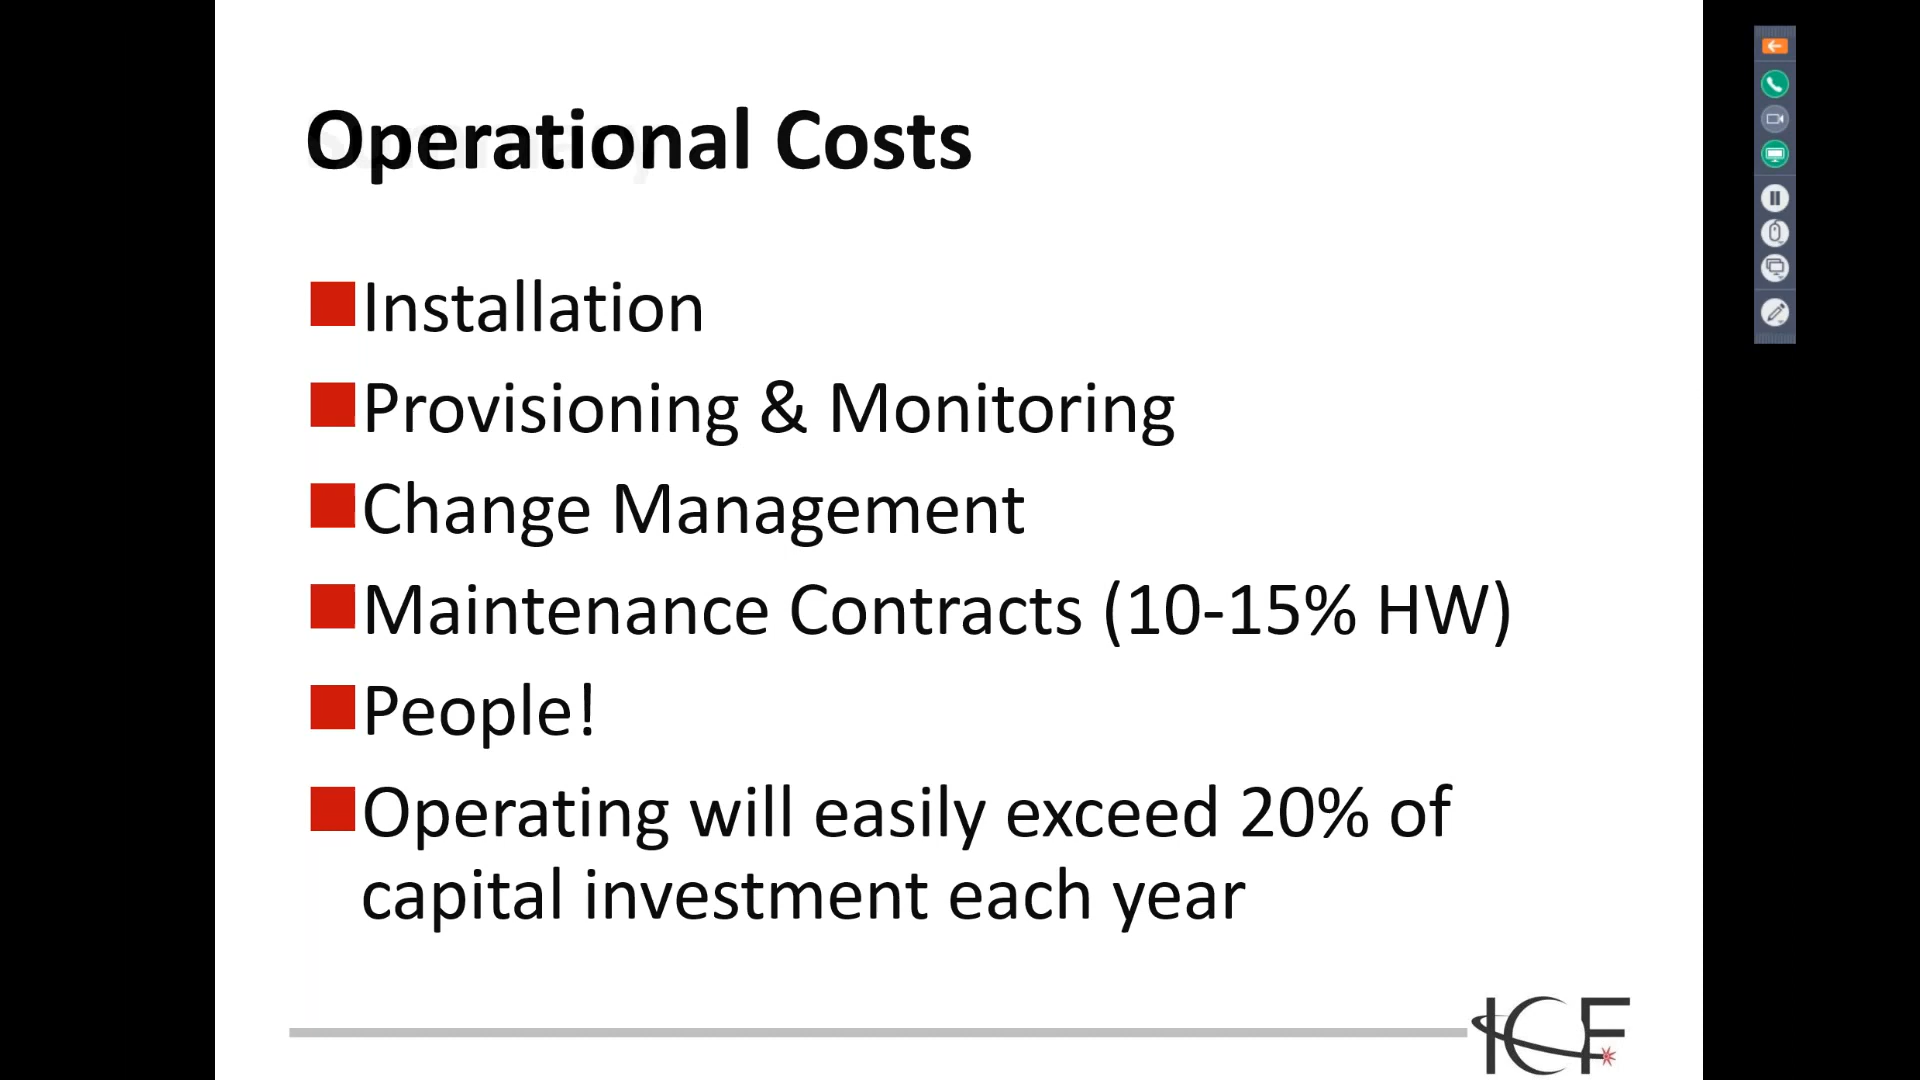 Operational Costs
Installation
Provisioning & Monitoring
Change Management
Maintenance Contracts (10-15% HW)
People!
Operating will easily exceed 20% of
capital investment each year
ICF